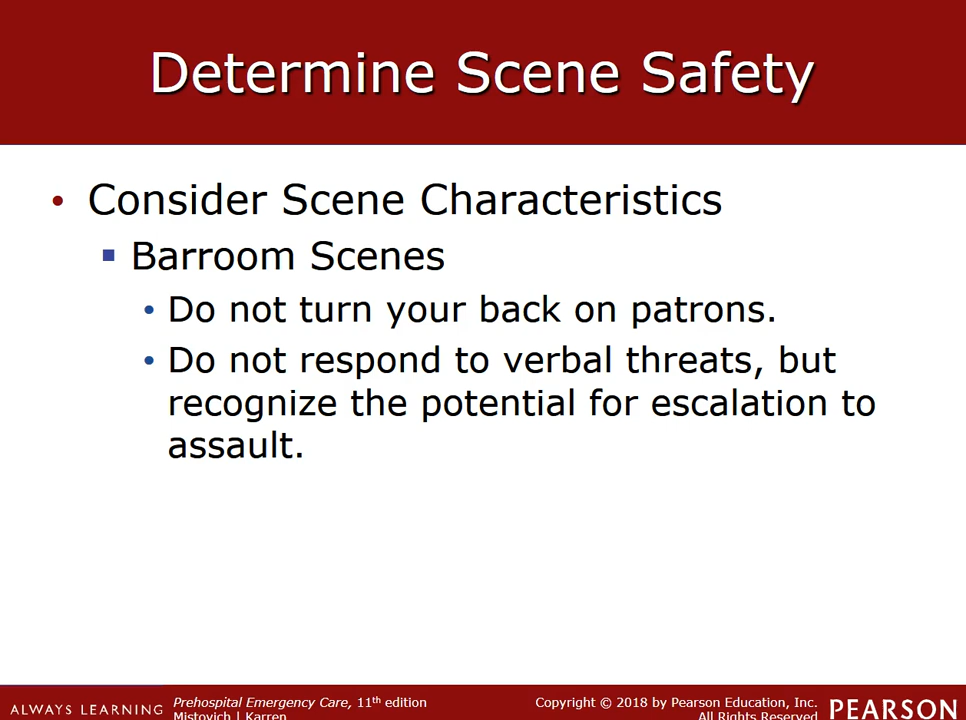 Determine Scene Safety
• Consider Scene Characteristics
▪ Barroom Scenes
• Do not turn your back on patrons.
• Do not respond to verbal threats, but
recognize the potential for escalation to
assault.
ALWAYS LEARNING
Prehospital Emergency Care, 11th edition
Mistovich | Karren
Copyright © 2018 by Pearson Education, Inc.
All Rights Reserved
PEARSON